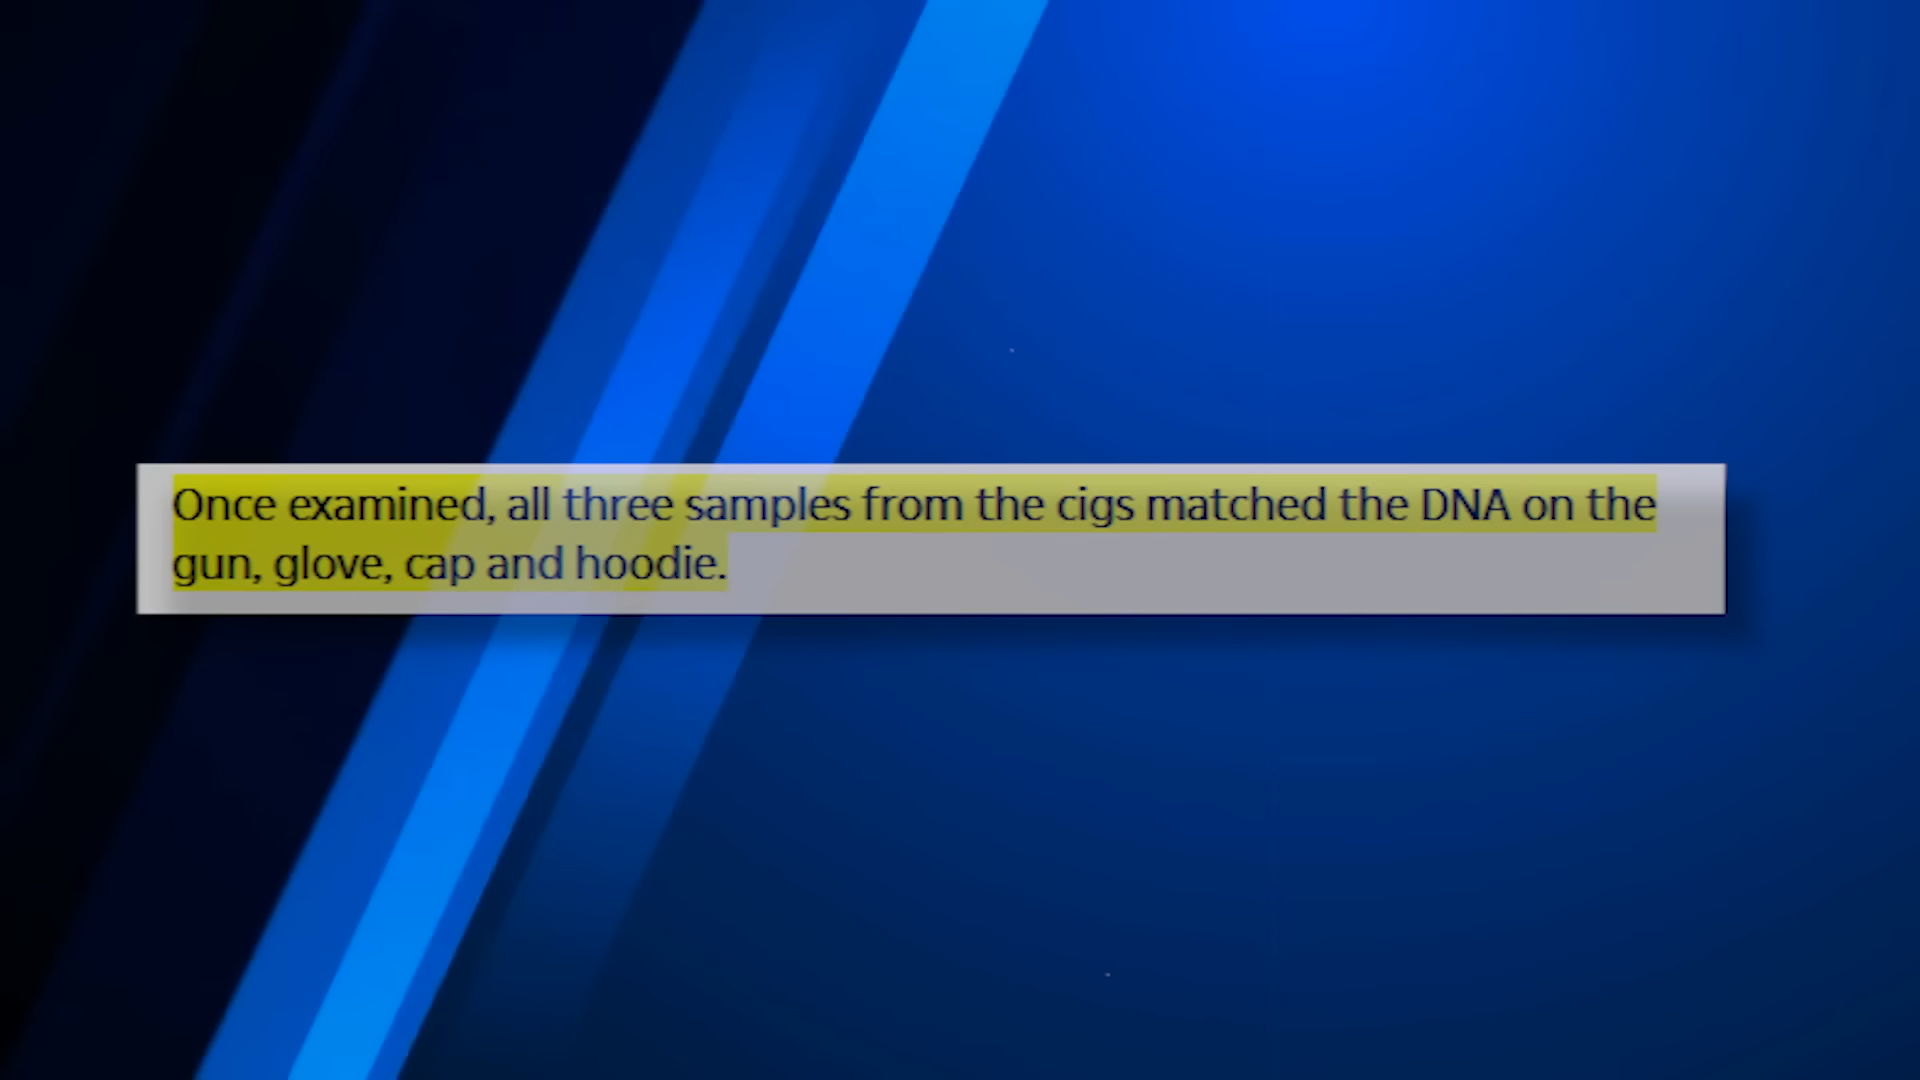 Once examined, all three samples from the cigs matched the DNA on the
gun, glove, cap and hoodie.